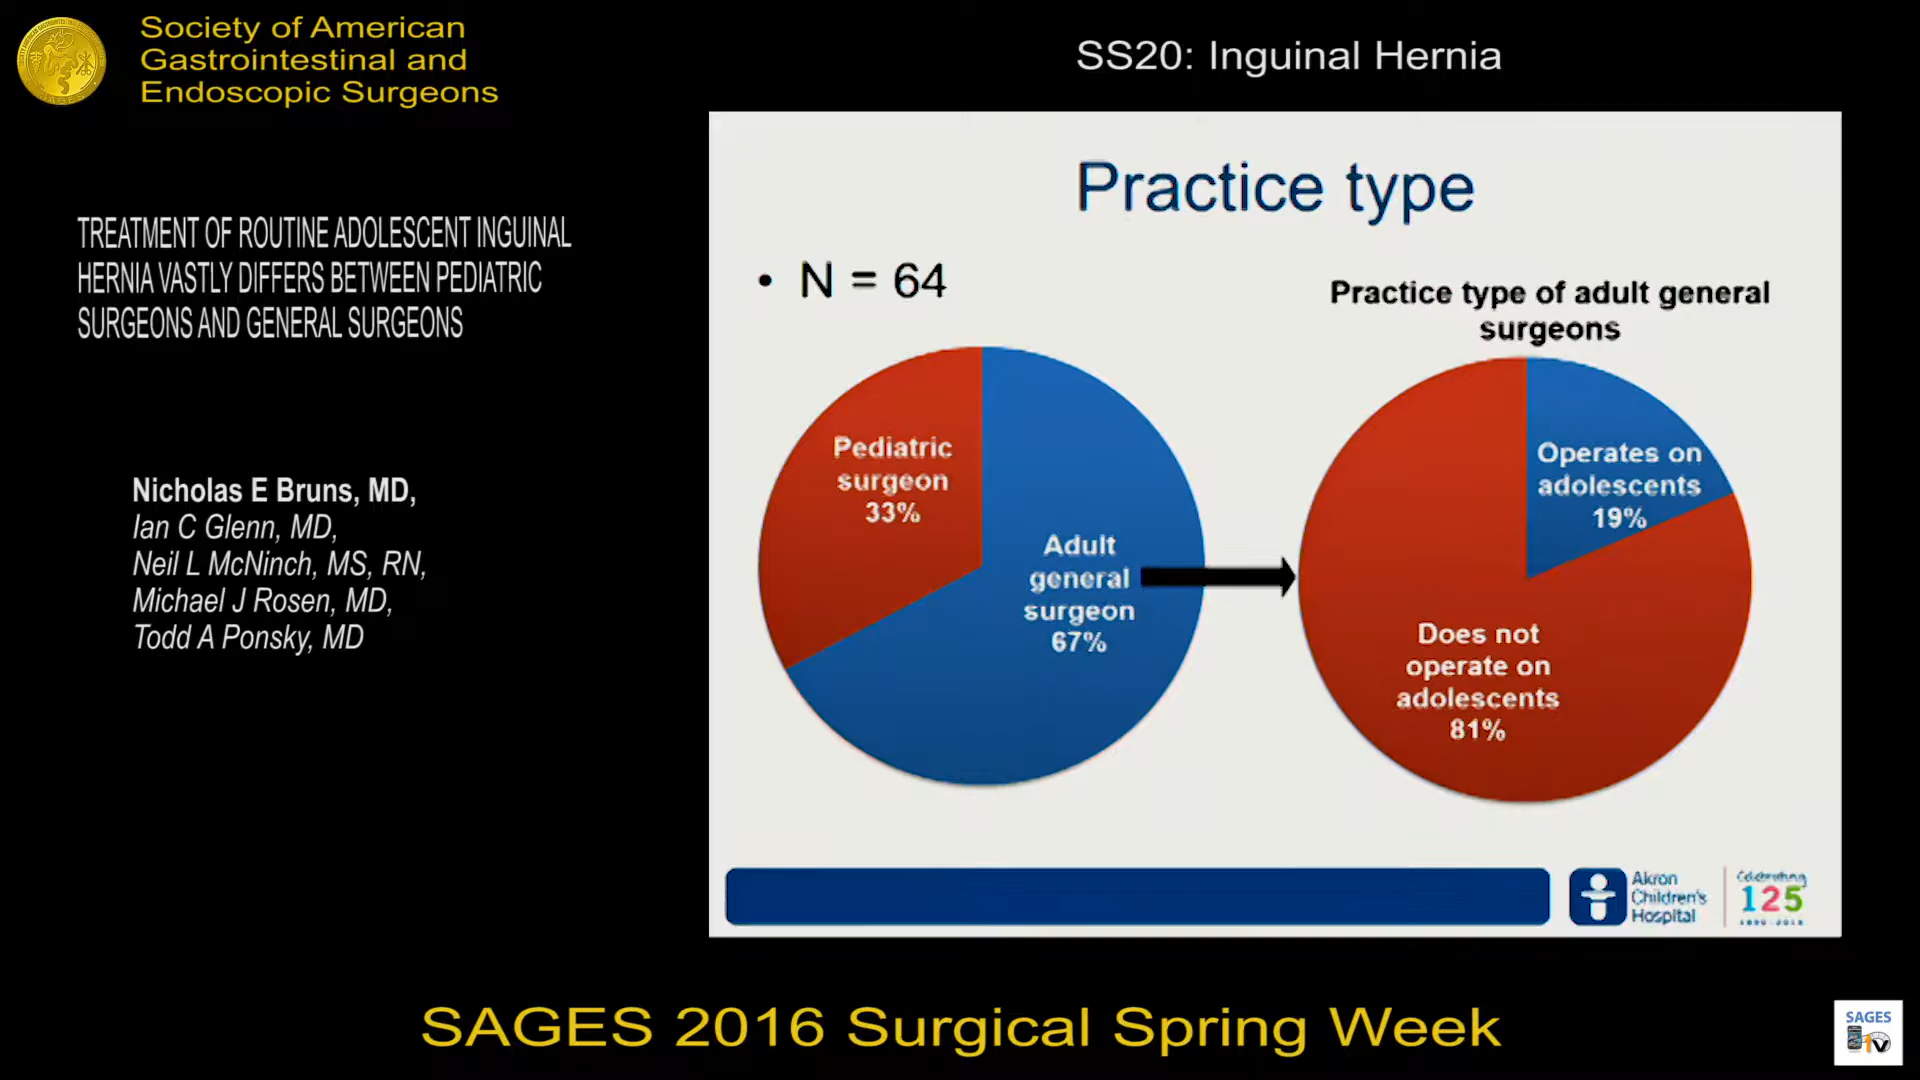 Society of American
Gastrointestinal and
Endoscopic Surgeons
SS20: Inguinal Hernia
TREATMENT OF ROUTINE ADOLESCENT INGUINAL
HERNIA VASTLY DIFFERS BETWEEN PEDIATRIC
SURGEONS AND GENERAL SURGEONS
Nicholas E Bruns, MD,
Ian C Glenn, MD,
Neil L McNinch, MS, RN,
Michael J Rosen, MD,
Todd A Ponsky, MD
Practice type
• N = 64
Pediatric
surgeon
33%
Adult
general
surgeon
67%
Practice type of adult general
surgeons
Operates on
adolescents
19%
Does not
operate on
adolescents
81%
Akron
Children's
Hospital
Celebrating
125
SAGES 2016 Surgical Spring Week
SAGES
TV